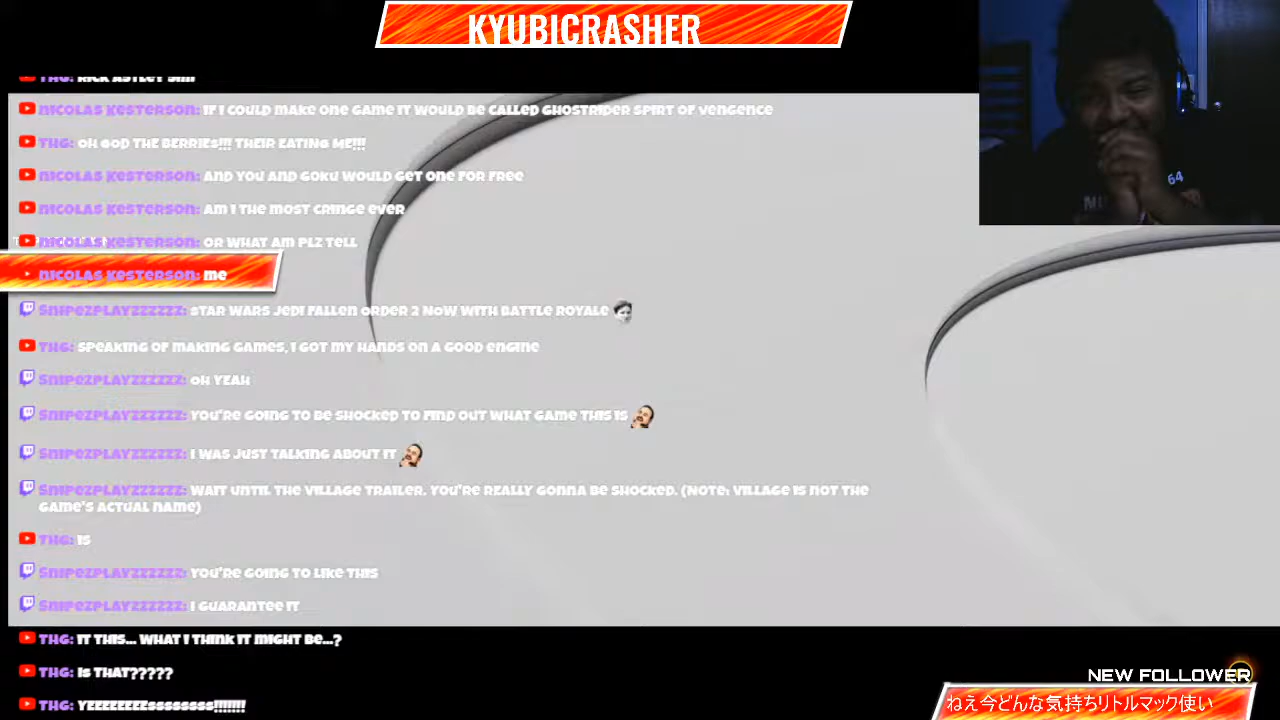 KYUBICRASHER
THG: RICK ASTLEY SIII
NICOLAS KESTERSON: IF I COULD MAKE ONE GAME IT WOULD BE CALLED GHOSTRIDER SPIRT OF VENGENCE
THG: OH GOD THE BERRIES!!! THEIR EATING ME!!!
NICOLAS KESTERSON: AND YOU AND GOKU WOULD GET ONE FOR FREE
NICOLAS KESTERSON: AM I THE MOST CRINGE EVER
NICOLAS KESTERSON: OR WHAT AM PLZ TELL
NICOLAS KESTERSON: ME
SNIPEZPLAYZZZZZZ: STAR WARS JEDI FALLEN ORDER 2 NOW WITH BATTLE ROYALE
THG: SPEAKING OF MAKING GAMES, I GOT MY HANDS ON A GOOD ENGINE
SNIPEZPLAYZZZZZZ: OH YEAH
SNIPEZPLAYZZZZZZ: YOU'RE GOING TO BE SHOCKED TO FIND OUT WHAT GAME THIS IS
SNIPEZPLAYZZZZZZ: I WAS JUST TALKING ABOUT IT
SNIPEZPLAYZZZZZZ: WAIT UNTIL THE VILLAGE TRAILER. YOU'RE REALLY GONNA BE SHOCKED. (NOTE: VILLAGE IS NOT THE
GAME'S ACTUAL NAME)
THG: IS
SNIPEZPLAYZZZZZZ: YOU'RE GOING TO LIKE THIS
SNIPEZPLAYZZZZZZ: I GUARANTEE IT
THG: IT THIS... WHAT I THINK IT MIGHT BE...?
THG: IS THAT?????
THG: YEEEEEEEESSSSSSSS!!!!!!!
64
NEW FOLLOWER
ねえ今どんな気持ちリトルマック使い